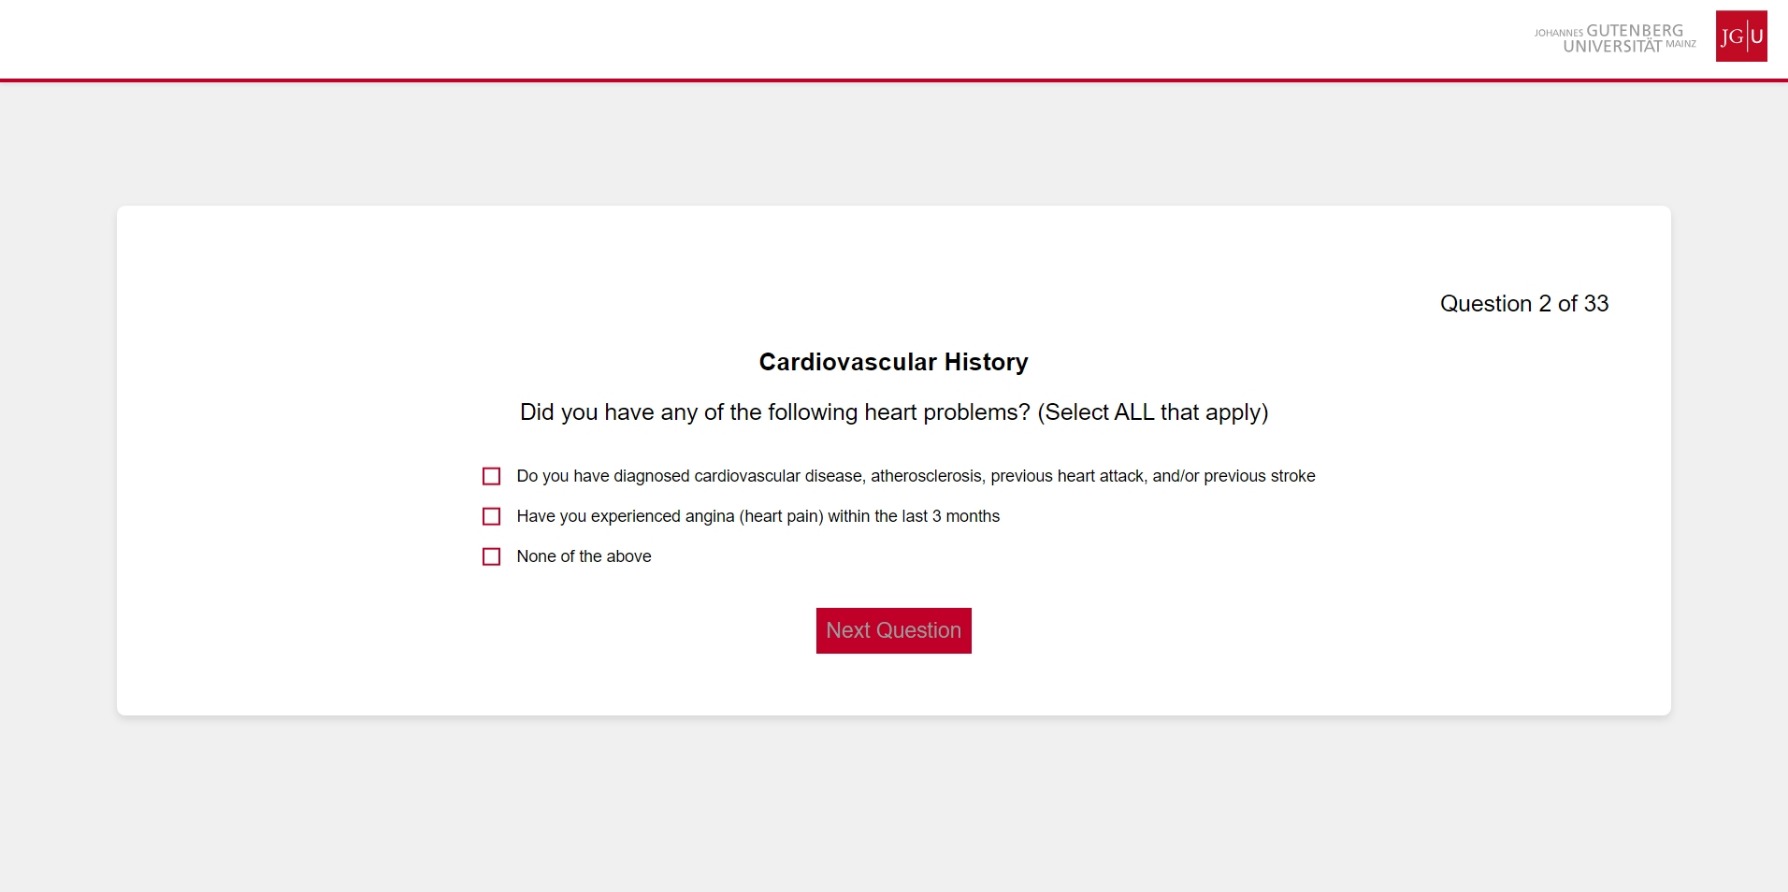 JOHANNES GUTENBERG
UNIVERSITÄT MAINZ
JG|U
Question 2 of 33
Cardiovascular History
Did you have any of the following heart problems? (Select ALL that apply)
Do you have diagnosed cardiovascular disease, atherosclerosis, previous heart attack, and/or previous stroke
Have you experienced angina (heart pain) within the last 3 months
None of the above
Next Question